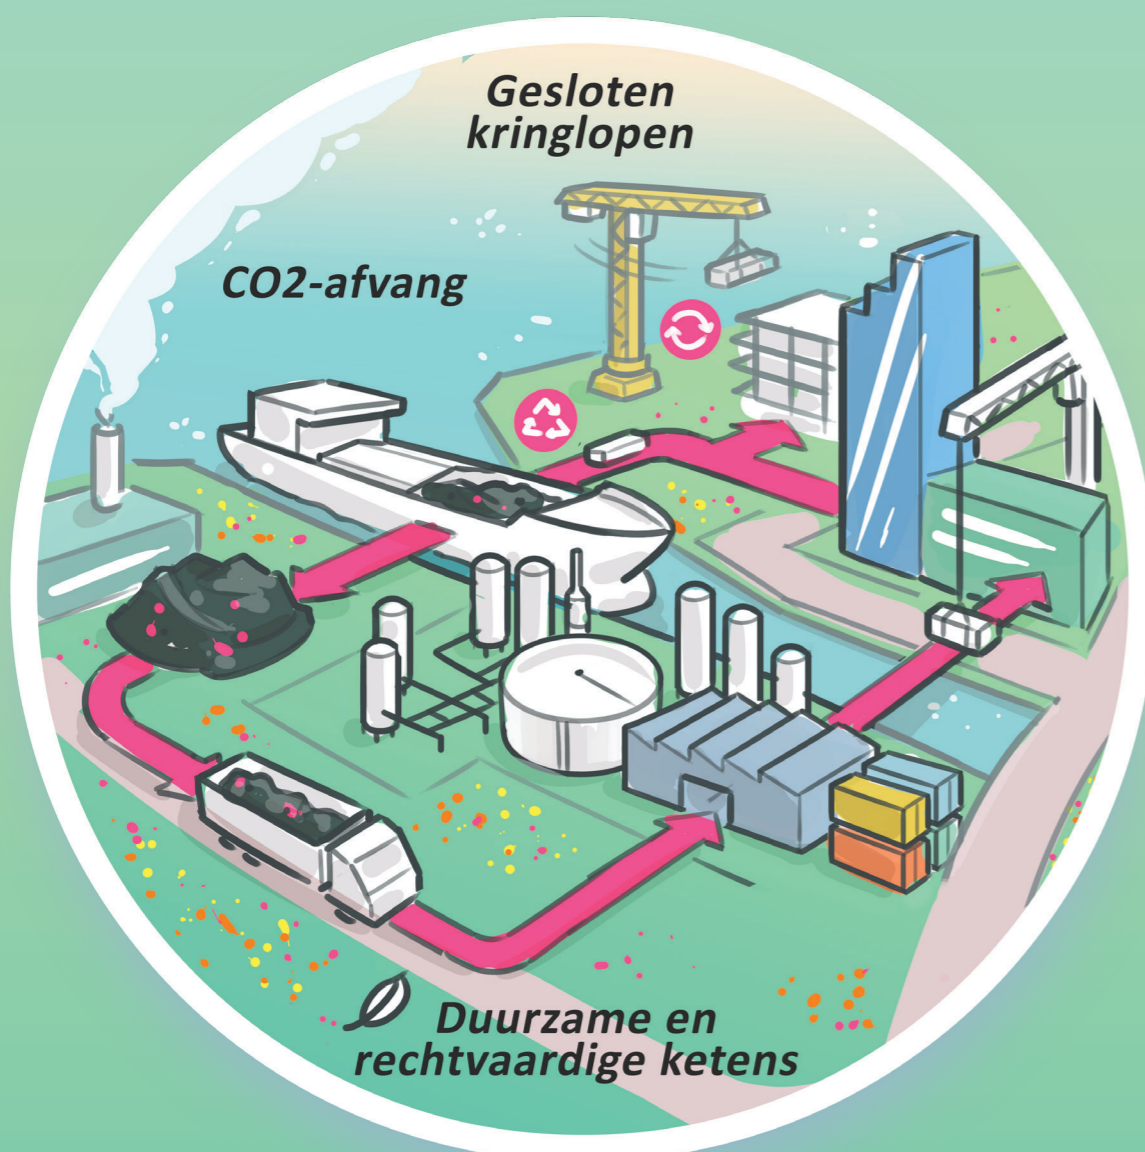 Gesloten
kringlopen
CO2-afvang
Duurzame en
rechtvaardige ketens